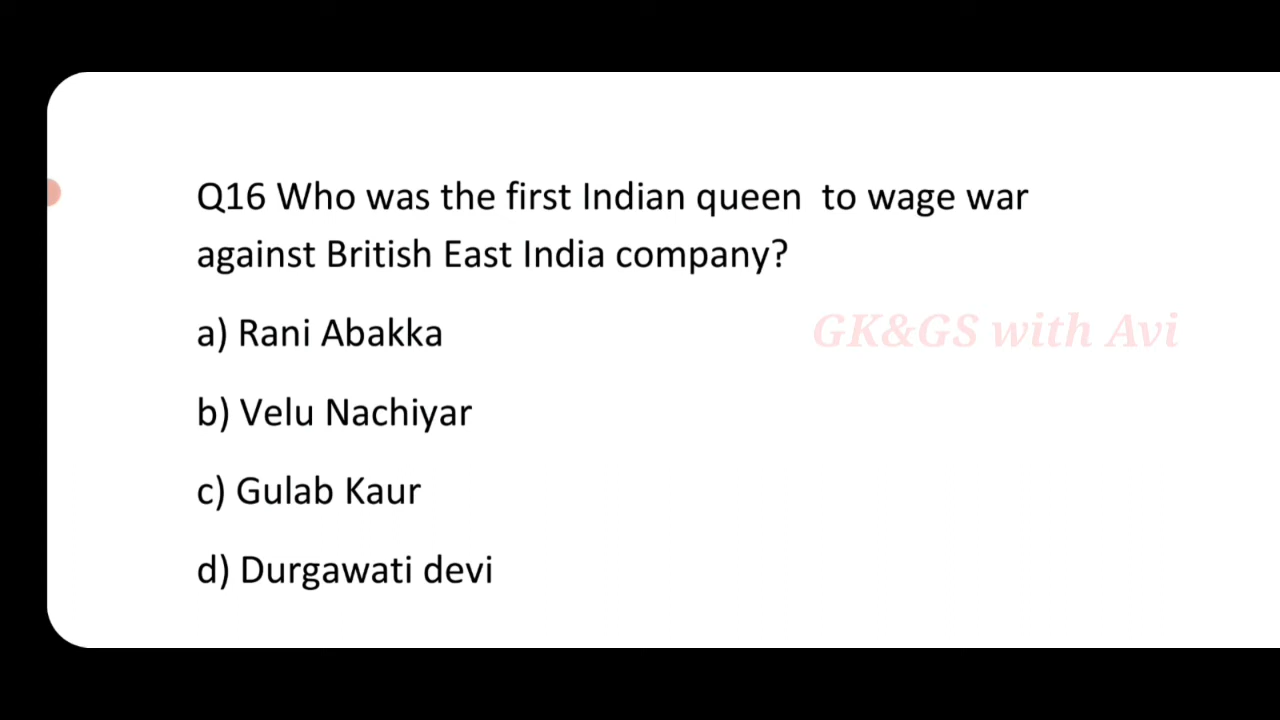 Q16 Who was the first Indian queen  to wage war
against British East India company?
a) Rani Abakka
GK&GS with Avi
b) Velu Nachiyar
c) Gulab Kaur
d) Durgawati devi